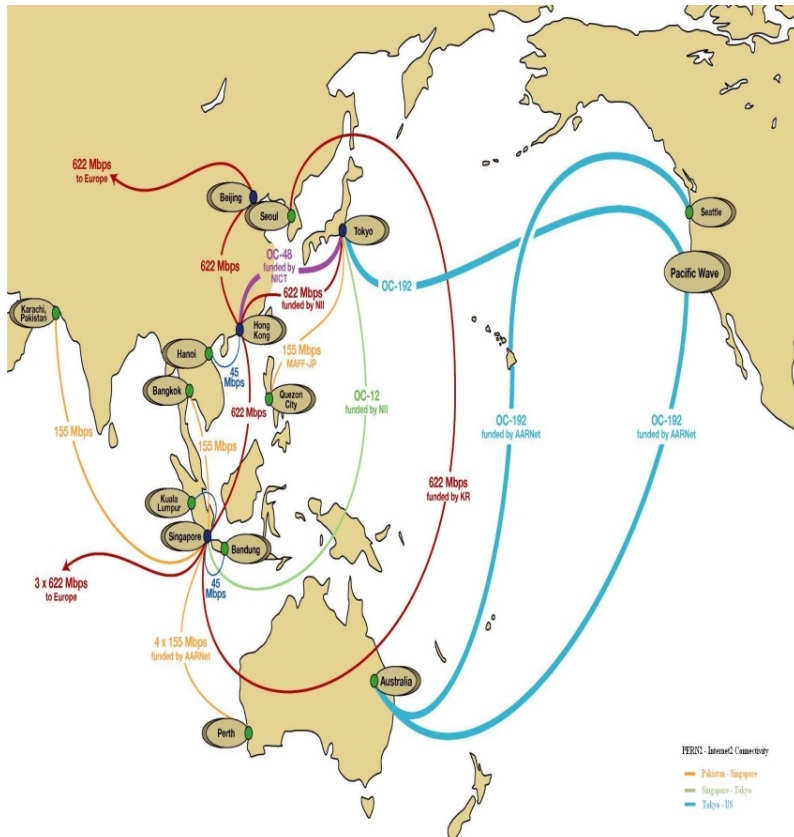 622 Mbps
to Europe
Beijing
Seoul
Tokyo
Seattle
Pacific Wave
OC-48
funded by
NICT
622 Mbps
622 Mbps
funded by NII
OC-192
Karachi,
Pakistan
Hong
Kong
155 Mbps
MAFF-JP
Hanoi
45
Mbps
Bangkok
Quezon
City
OC-12
funded by NII
622 Mbps
OC-192
funded by AARNet
OC-192
funded by AARNet
155 Mbps
155 Mbps
622 Mbps
funded by KR
Kuala
Lumpur
Singapore
Bandung
3 x 622 Mbps
to Europe
45
Mbps
4 x 155 Mbps
funded by AARNet
Australia
Perth
PERN2 - Internet2 Connectivity
Pakistan - Singapore
Singapore - Tokyo
Tokyo - US